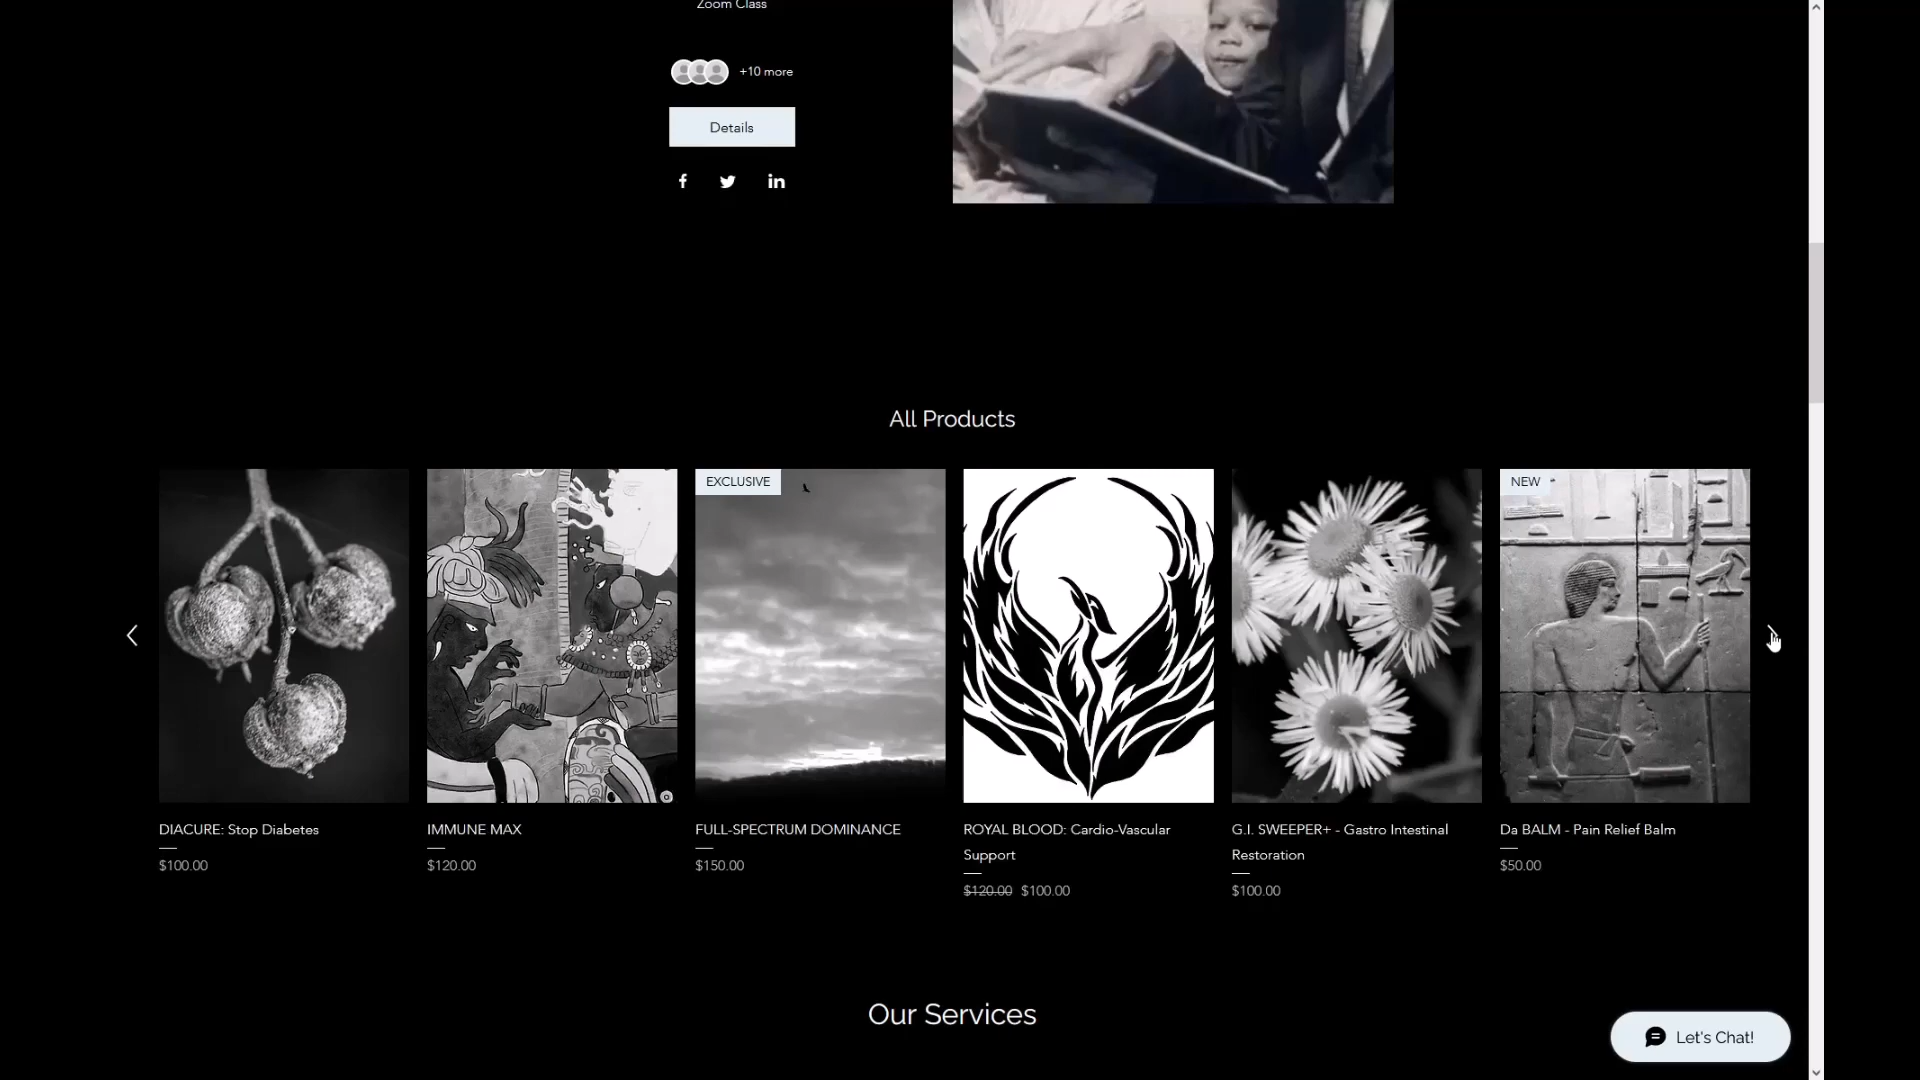 Zoom Class
+10 more
Details
All Products
EXCLUSIVE
NEW
DIACURE: Stop Diabetes
$100.00
IMMUNE MAX
$120.00
FULL-SPECTRUM DOMINANCE
$150.00
ROYAL BLOOD: Cardio-Vascular
Support
$120.00 $100.00
G.I. SWEEPER+ - Gastro Intestinal
Restoration
$100.00
Da BALM - Pain Relief Balm
$50.00
Our Services
Let's Chat!